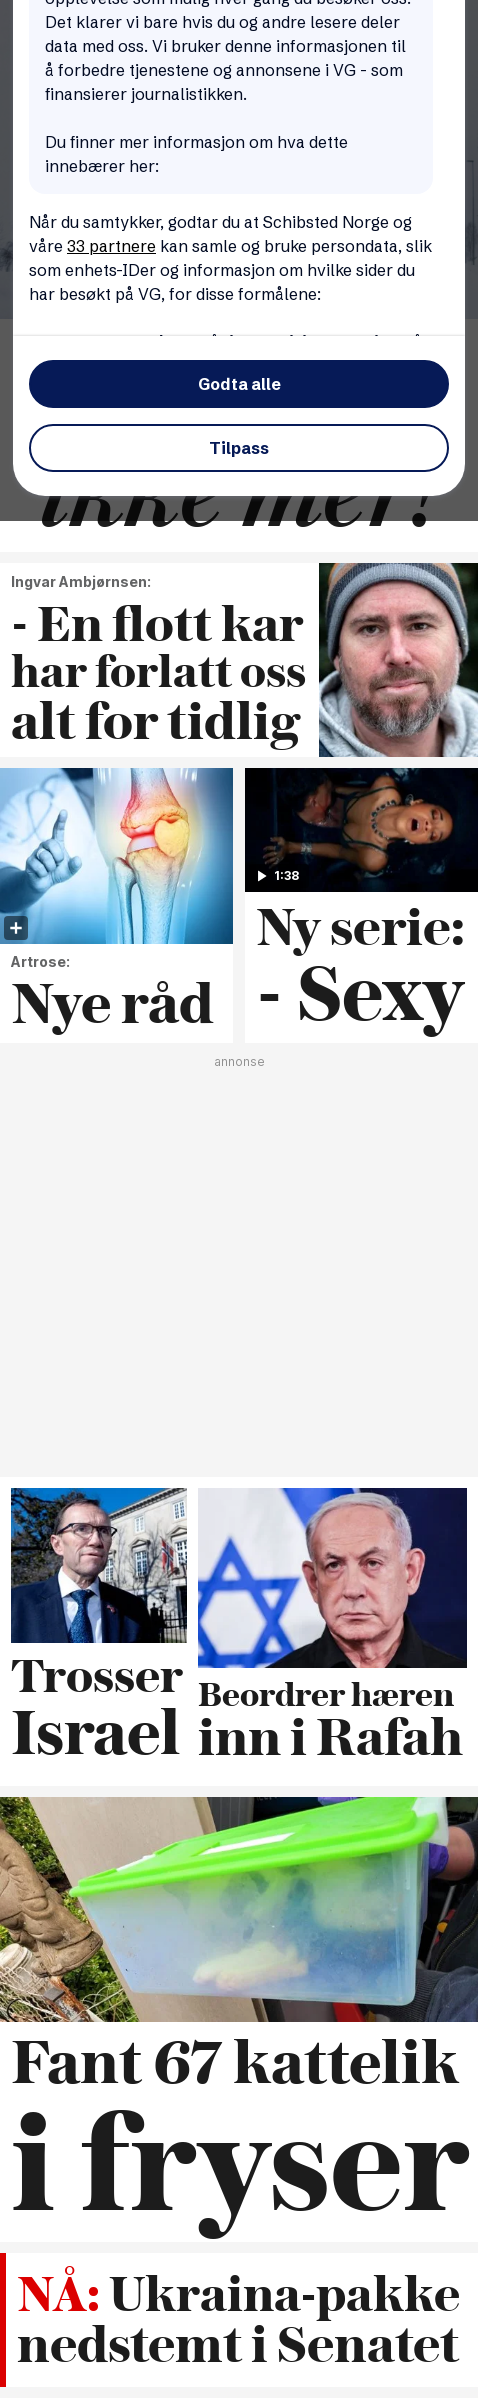 Det klarer vi bare hvis du og andre lesere deler
data med oss. Vi bruker denne informasjonen til
å forbedre tjenestene og annonsene i VG - som
finansierer journalistikken.
Du finner mer informasjon om hva dette
innebærer her:
Når du samtykker, godtar du at Schibsted Norge og
våre 33 partnere kan samle og bruke persondata, slik
som enhets-IDer og informasjon om hvilke sider du
har besøkt på VG, for disse formålene:
Godta alle
Tilpass
ikke mer!
Ingvar Ambjørnsen:
- En flott kar
har forlatt oss
alt for tidlig
1:38
Artrose:
Nye råd
Ny serie:
- Sexy
annonse
Trosser
Israel
Beordrer hæren
inn i Rafah
Fant 67 kattelik
i fryser
NÅ: Ukraina-pakke
nedstemt i Senatet